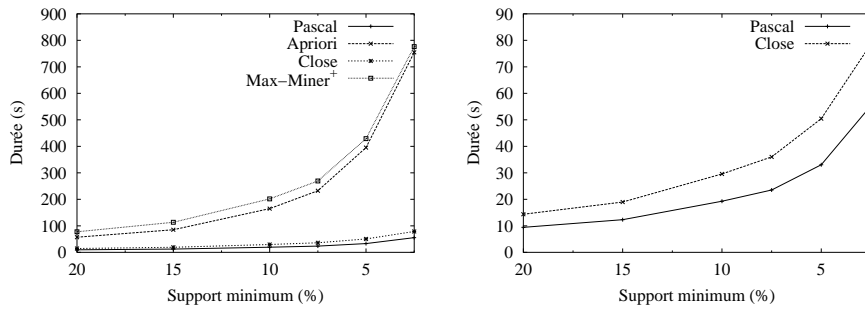 900
800
700
600
500
400
300
200
100
0
Durée (s)
Pascal
Apriori
Close
Max-Miner+
20
15
10
5
Support minimum (%)
80
70
60
50
40
30
20
10
0
Durée (s)
Pascal
Close
20
15
10
5
Support minimum (%)